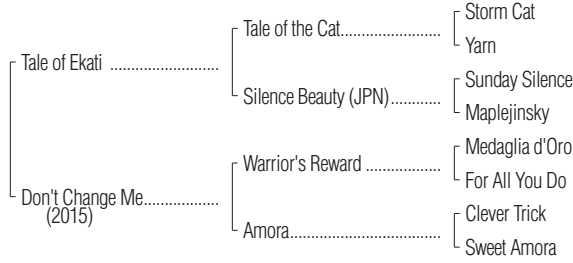 Storm Cat
Tale of the Cat......................
Yarn
Tale of Ekati ..........................
Sunday Silence
Silence Beauty (JPN)............
Maplejinsky
Medaglia d'Oro
Warrior's Reward ..................
For All You Do
Don't Change Me..................
(2015)
Clever Trick
Amora....................................
Sweet Amora